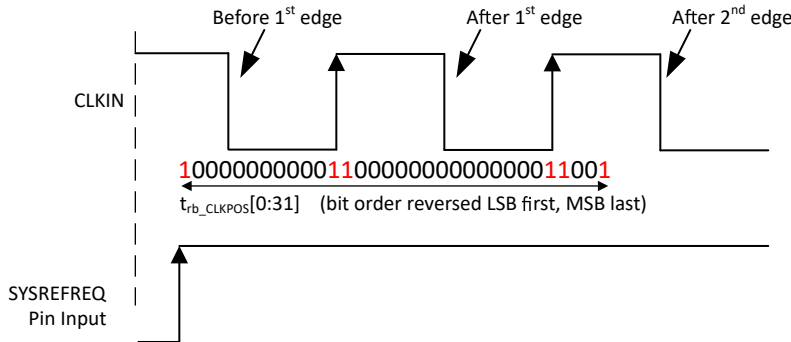 Before 1st edge
After 1st edge
After 2nd edge
CLKIN
10000000000110000000000000011001
trb_CLKPOS[0:31] (bit order reversed LSB first, MSB last)
SYSREFREQ
Pin Input